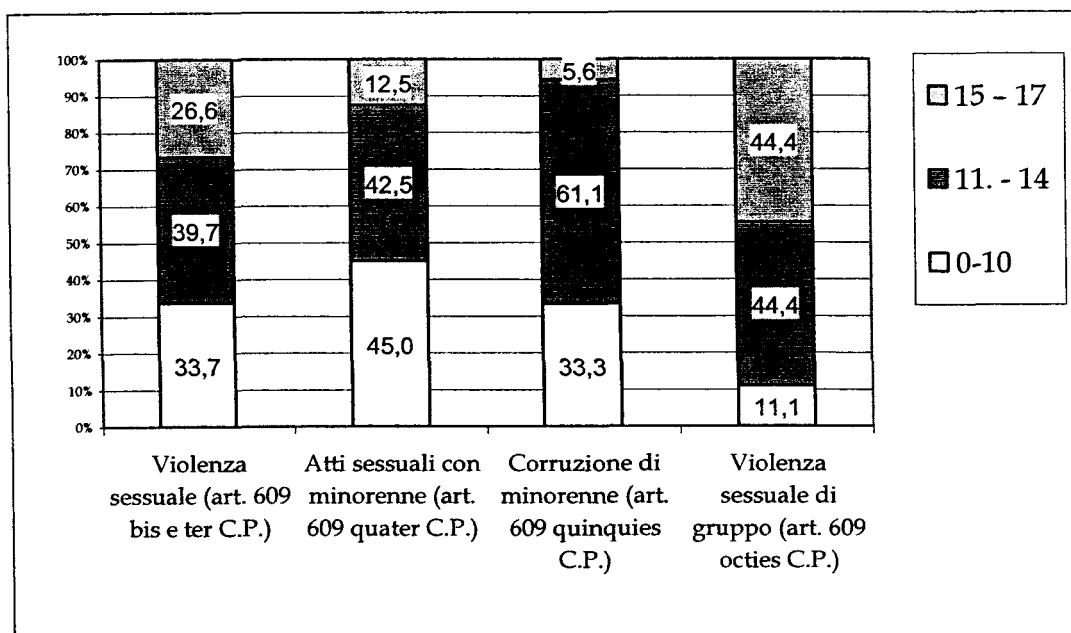 100%
90%
80%
70%
60%
50%
40%
30%
20%
10%
0%
26,6
39,7
33,7
12,5
42,5
45,0
5,6
61,1
33,3
44,4
44,4
11,1
Violenza
sessuale (art. 609
bis e ter C.P.)
Atti sessuali con
minorenne (art.
609 quater C.P.)
Corruzione di
minorenne (art.
609 quinquies
C.P.)
Violenza
sessuale di
gruppo (art. 609
octies C.P.)
15 – 17
11. - 14
0-10